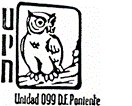 UPN
Unidad 099 D.F. Poniente